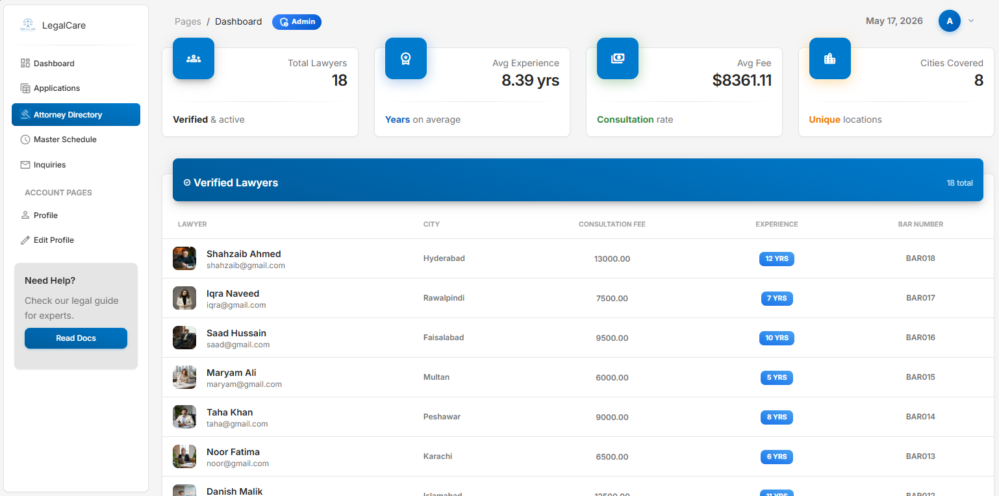 LegalCare
Dashboard
Applications
Attorney Directory
Master Schedule
Inquiries
ACCOUNT PAGES
Profile
Edit Profile
Need Help?
Check our legal guide
for experts.
Read Docs
Pages / Dashboard Admin
May 17, 2026 A
Total Lawyers
18
Verified & active
Avg Experience
8.39 yrs
Years on average
Avg Fee
$8361.11
Consultation rate
Cities Covered
8
Unique locations
Verified Lawyers 18 total
LAWYER CITY CONSULTATION FEE EXPERIENCE BAR NUMBER
Shahzaib Ahmed
shahzaib@gmail.com
Hyderabad 13000.00 12 YRS BAR018
Iqra Naveed
iqra@gmail.com
Rawalpindi 7500.00 7 YRS BAR017
Saad Hussain
saad@gmail.com
Faisalabad 9500.00 10 YRS BAR016
Maryam Ali
maryam@gmail.com
Multan 6000.00 5 YRS BAR015
Taha Khan
taha@gmail.com
Peshawar 9000.00 8 YRS BAR014
Noor Fatima
noor@gmail.com
Karachi 6500.00 6 YRS BAR013
Danish Malik
Islamabad 12500.00 11 YRS BAR012